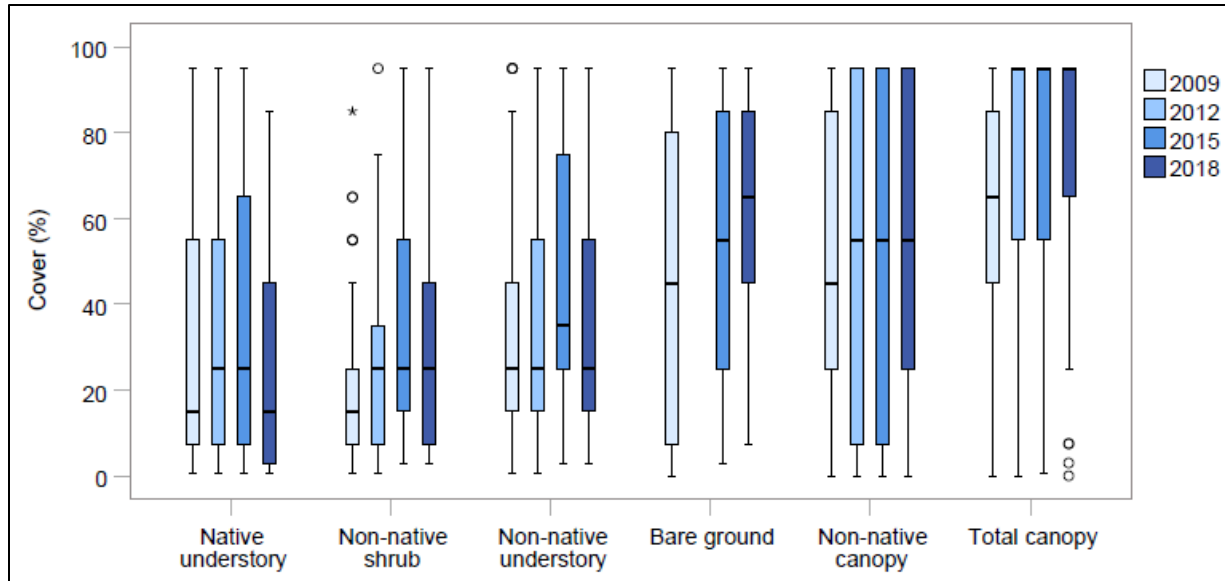 100
80
60
40
20
0
Cover (%)
Native
understory
Non-native
shrub
Non-native
understory
Bare ground
Non-native
canopy
Total canopy
2009
2012
2015
2018